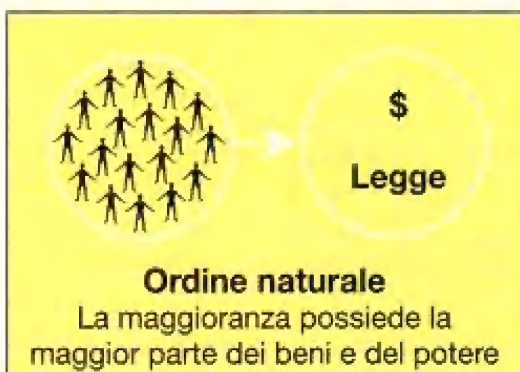 $
Legge
Ordine naturale
La maggioranza possiede la
maggior parte dei beni e del potere